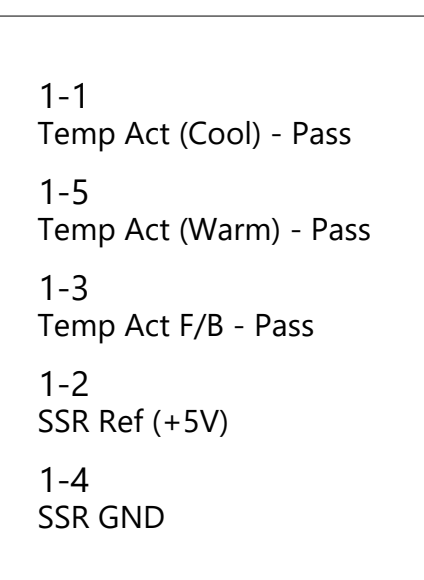 1-1
Temp Act (Cool) - Pass
1-5
Temp Act (Warm) - Pass
1-3
Temp Act F/B - Pass
1-2
SSR Ref (+5V)
1-4
SSR GND